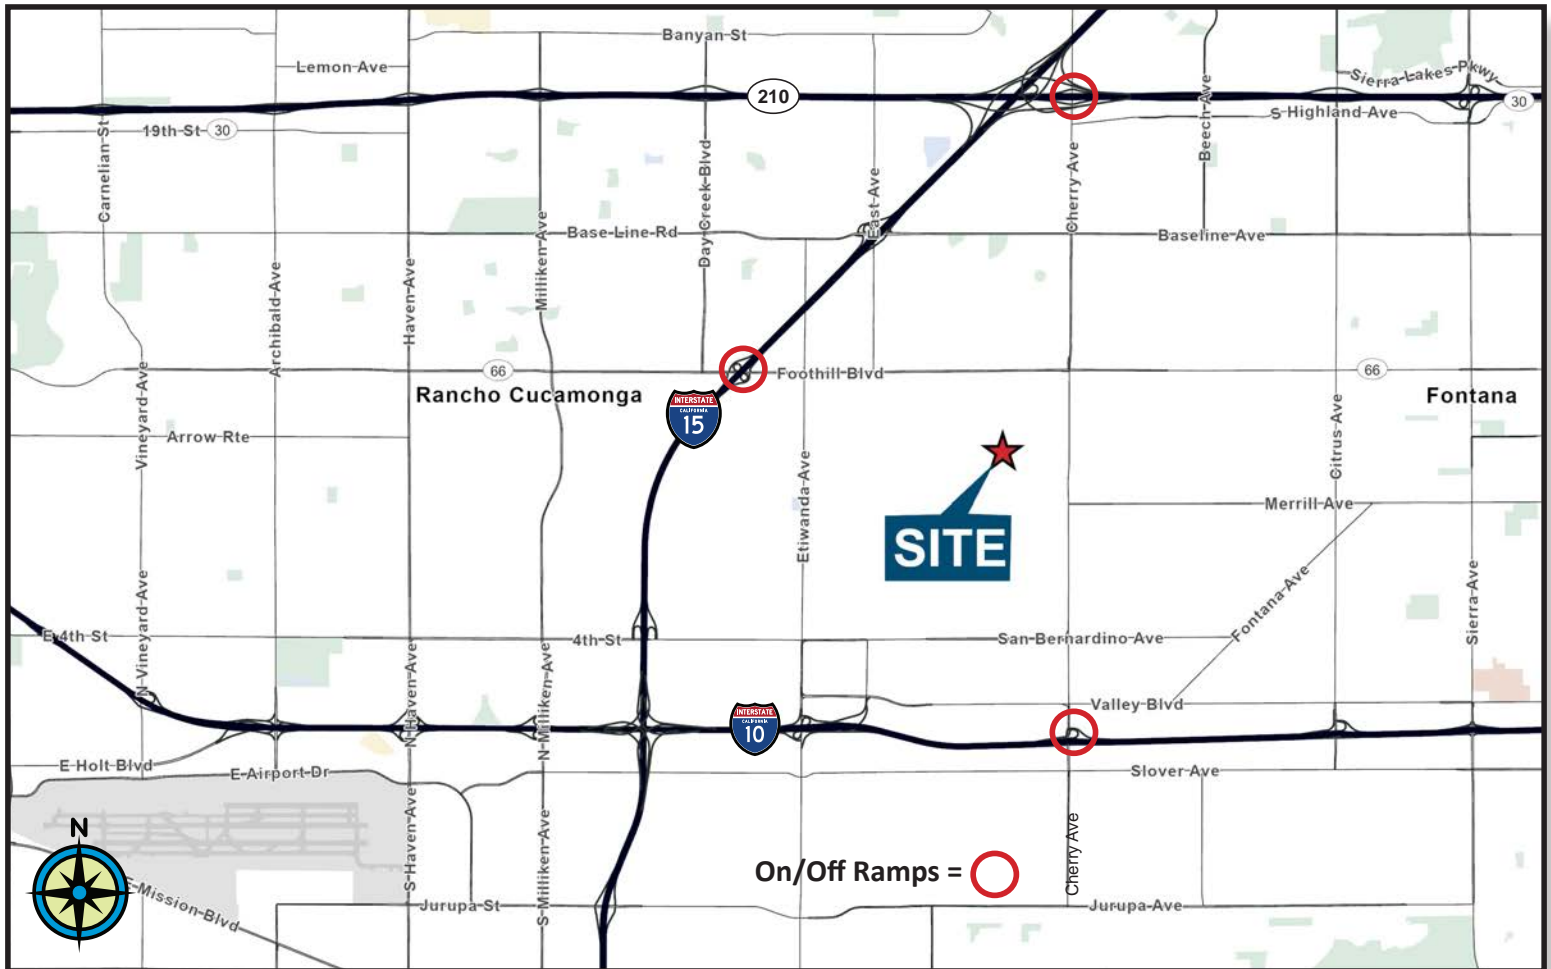 Banyan St
Lemon Ave
Sierra-Lakes-Pkwy
210
30
S Highland Ave
19th St
30
Carnelian St
Day-Creek-Blvd
East Ave
Cherry Ave
Beech Ave
Milliken-Ave
Base-Line-Rd
Baseline Ave
Archibald Ave
Haven-Ave
66
Foothill Blvd
66
Rancho Cucamonga
Fontana
INTERSTATE
CALIFORNIA
15
Vineyard-Ave
Arrow Rte
Etiwanda-Ave
Citrus Ave
Merrill Ave
SITE
Fontana-Ave
Sierra-Ave
N-Vineyard-Ave
E 4th St
4th St
San-Bernardino Ave
N-Haven-Ave
N-Milliken-Ave
Valley Blvd
INTERSTATE
CALIFORNIA
10
E Holt Blvd
E Airport Dr
Slover Ave
N
S-Haven-Ave
S-Milliken-Ave
On/Off Ramps =
Cherry Ave
E-Mission-Blvd
Jurupa St
Jurupa-Ave